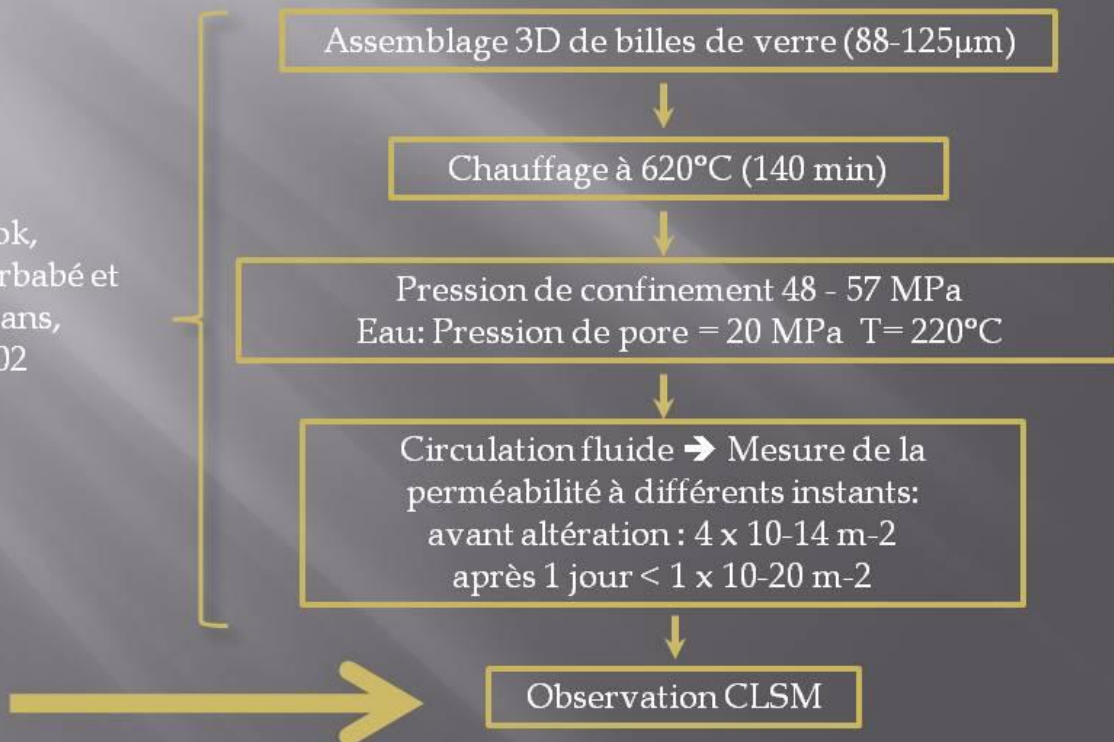 Assemblage 3D de billes de verre (88-125µm)
Chauffage à 620°C (140 min)
Pression de confinement 48 - 57 MPa
Eau: Pression de pore = 20 MPa T= 220°C
Circulation fluide ➔ Mesure de la
perméabilité à différents instants:
avant altération : 4 x 10-14 m-2
après 1 jour < 1 x 10-20 m-2
Observation CLSM
et